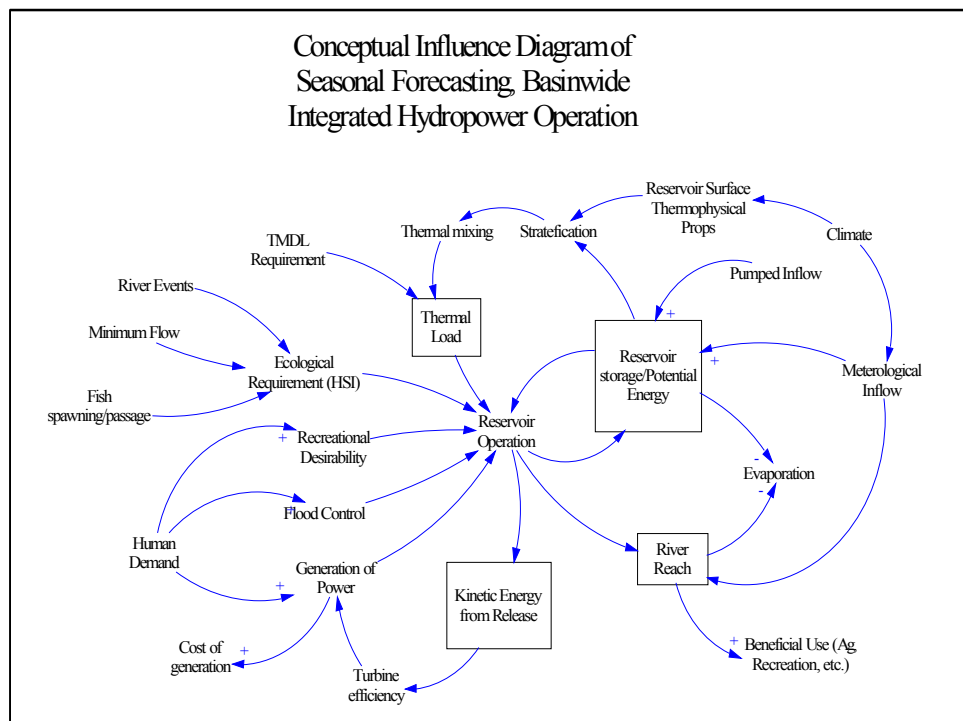 Conceptual Influence Diagram of
Seasonal Forecasting, Basinwide
Integrated Hydropower Operation
Reservoir Surface
Thermophysical
Props
Thermal mixing
Stratefication
Climate
TMDL
Requirement
Pumped Inflow
River Events
Thermal
Load
+
Minimum Flow
Ecological
Requirement (HSI)
Reservoir
storage/Potential
Energy
+
Meterological
Inflow
Fish
spawning/passage
+
Recreational
Desirability
Reservoir
Operation
-
Evaporation
-
+
Flood Control
Human
Demand
River
Reach
+
Generation of
Power
Kinetic Energy
from Release
Cost of
generation
+
Turbine
efficiency
+
Beneficial Use (Ag,
Recreation, etc.)